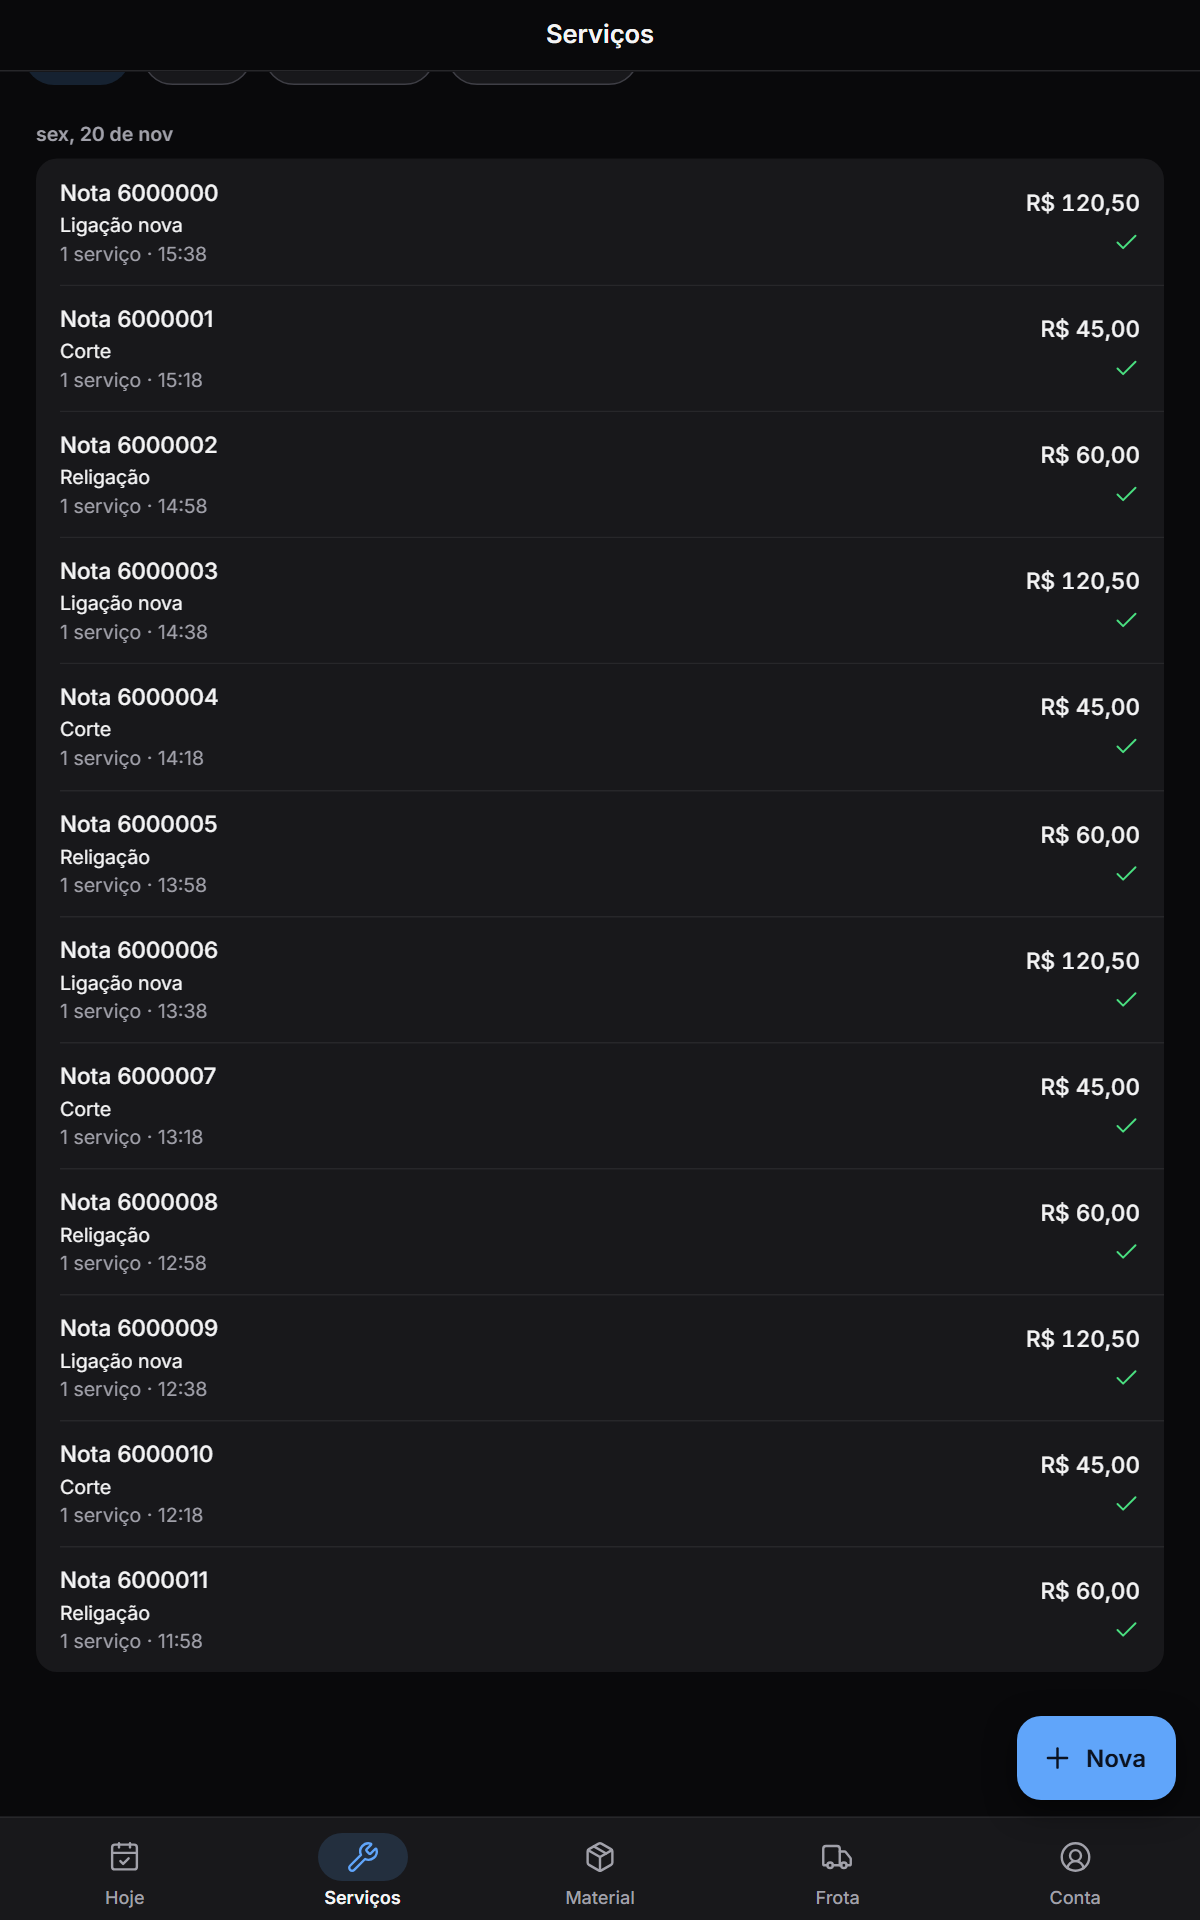 Serviços
sex, 20 de nov
Nota 6000000
R$ 120,50
Ligação nova
1 serviço · 15:38
Nota 6000001
R$ 45,00
Corte
1 serviço · 15:18
Nota 6000002
R$ 60,00
Religação
1 serviço · 14:58
Nota 6000003
R$ 120,50
Ligação nova
1 serviço · 14:38
Nota 6000004
R$ 45,00
Corte
1 serviço · 14:18
Nota 6000005
R$ 60,00
Religação
1 serviço · 13:58
Nota 6000006
R$ 120,50
Ligação nova
1 serviço · 13:38
Nota 6000007
R$ 45,00
Corte
1 serviço · 13:18
Nota 6000008
R$ 60,00
Religação
1 serviço · 12:58
Nota 6000009
R$ 120,50
Ligação nova
1 serviço · 12:38
Nota 6000010
R$ 45,00
Corte
1 serviço · 12:18
Nota 6000011
R$ 60,00
Religação
1 serviço · 11:58
Nova
Hoje
Serviços
Material
Frota
Conta